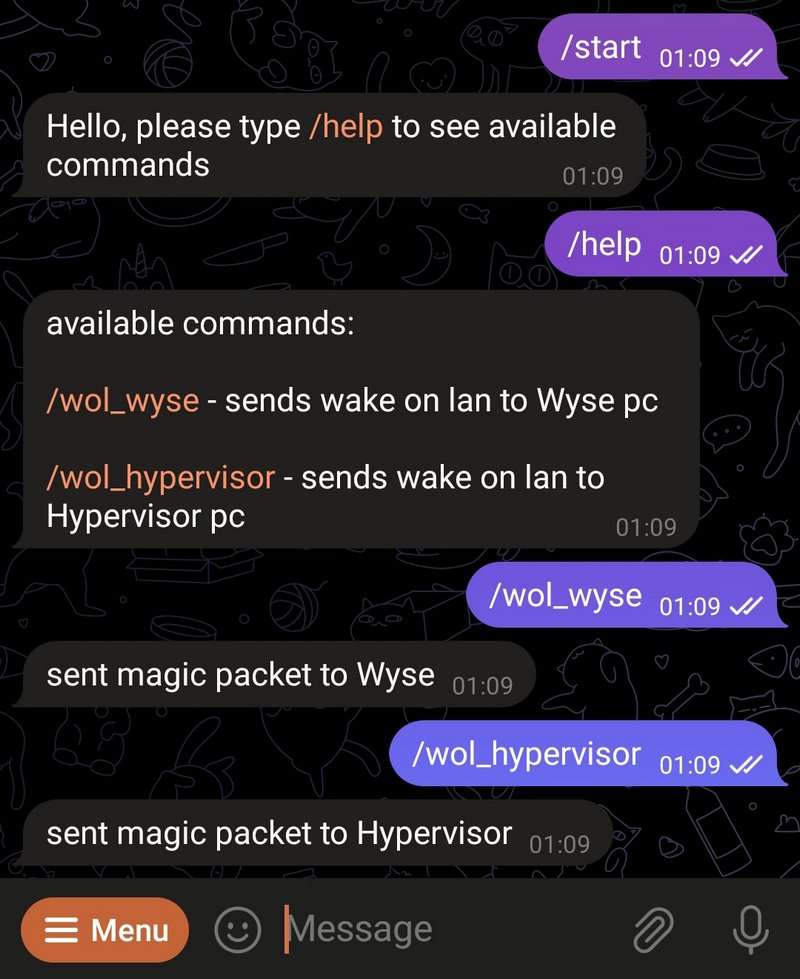 /start 01:09
Hello, please type /help to see available
commands
01:09
/help 01:09
available commands:
/wol_wyse - sends wake on lan to Wyse pc
/wol_hypervisor - sends wake on lan to
Hypervisor pc
01:09
/wol_wyse 01:09
sent magic packet to Wyse 01:09
/wol_hypervisor 01:09
sent magic packet to Hypervisor 01:09
Menu Message